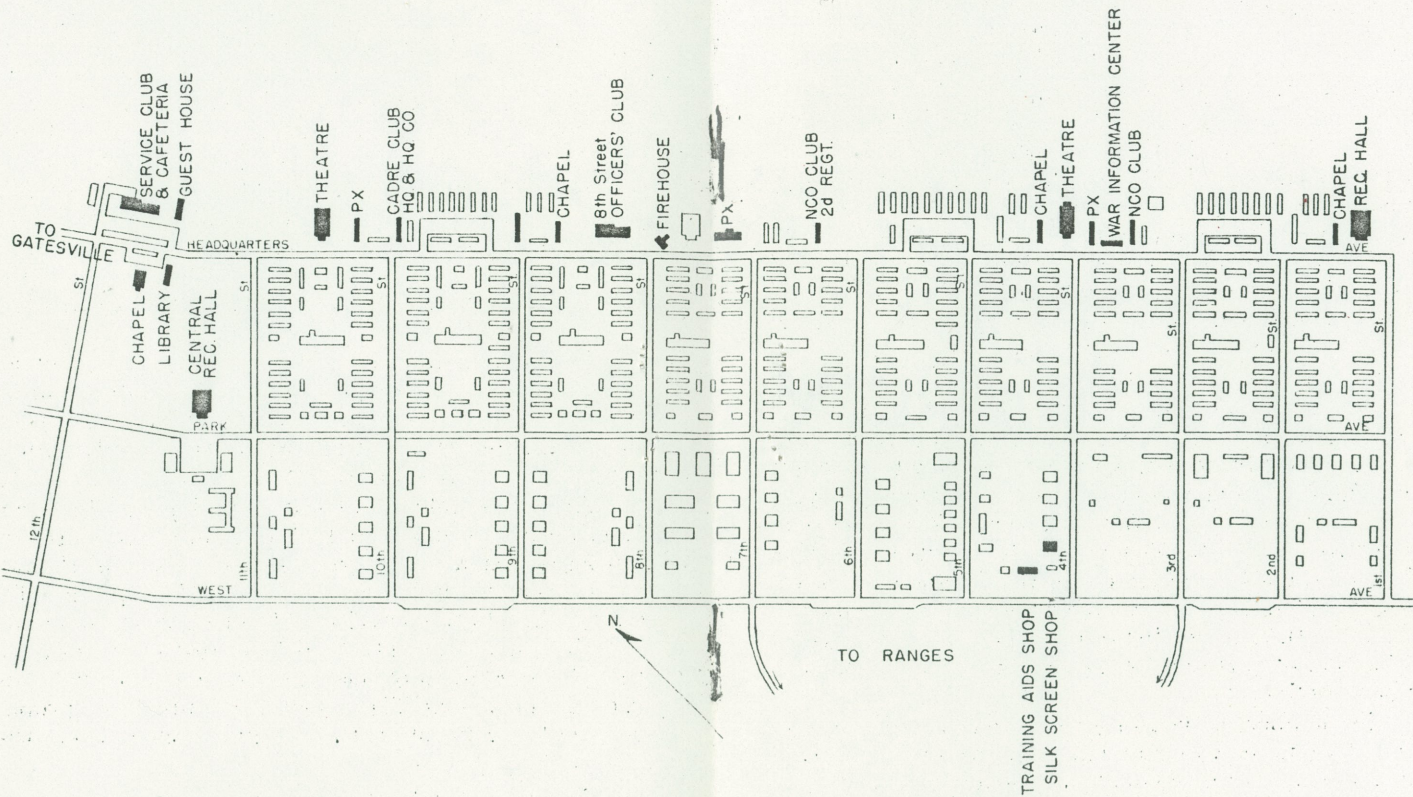 SERVICE CLUB
& CAFETERIA
GUEST HOUSE
THEATRE
PX
CADRE CLUB
HQ & HQ CO
CHAPEL
8th Street
OFFICERS' CLUB
FIREHOUSE
PX
NCO CLUB
2d REGT.
CHAPEL
THEATRE
PX
WAR INFORMATION CENTER
NCO CLUB
CHAPEL
REC. HALL
TO
GATESVILLE
HEADQUARTERS
AVE
CHAPEL
LIBRARY
CENTRAL
REC. HALL
St
St
St
St
St
St
St
St
St
St.
St.
St.
PARK
AVE
12th
11th
10th
9th
8th
7th
6th
5th
4th
3rd
2nd
1st
WEST
AVE
N.
TO RANGES
TRAINING AIDS SHOP
SILK SCREEN SHOP